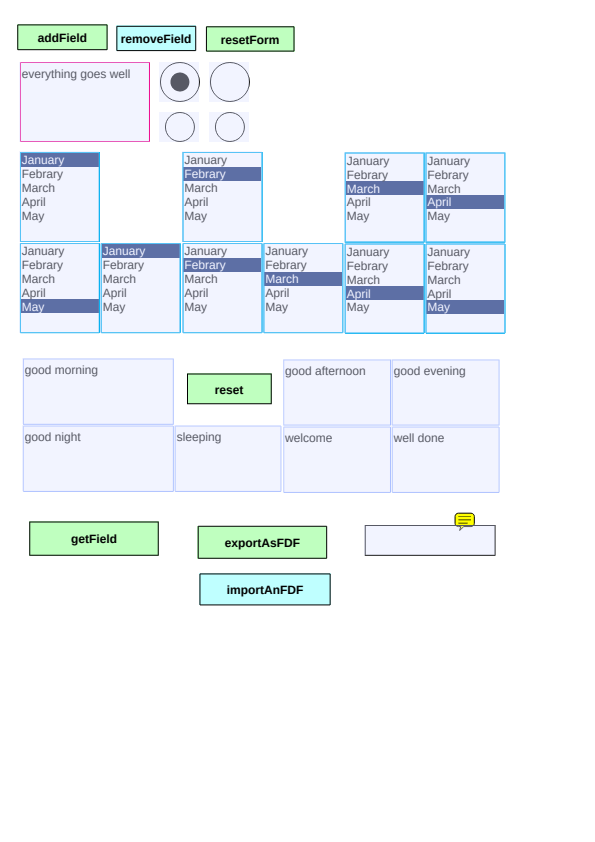 addField removeField resetForm
everything goes well
January January January January
Febrary Febrary Febrary Febrary
March March March March
April April April April
May May May May
January January January January January January
Febrary Febrary Febrary Febrary Febrary Febrary
March March March March March March
April April April April April April
May May May May May May
good morning reset good afternoon good evening
good night sleeping welcome well done
getField exportAsFDF
importAnFDF